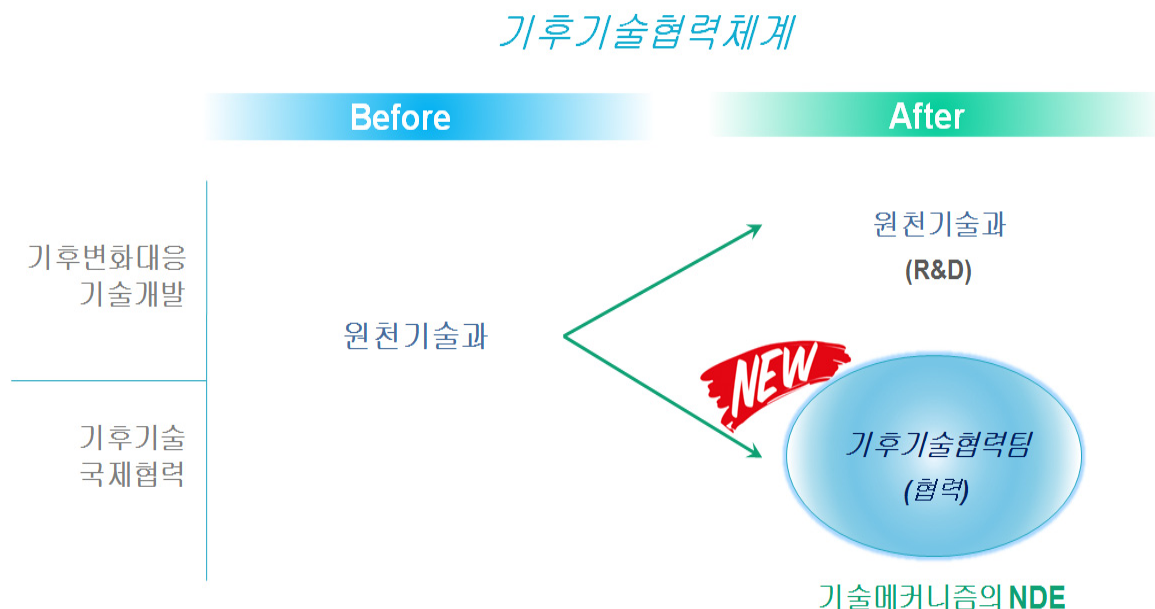 기후기술협력체계
Before
After
기후변화대응
기술개발
원천기술과
원천기술과
(R&D)
NEW
기후기술
국제협력
기후기술협력팀
(협력)
기술메커니즘의 NDE